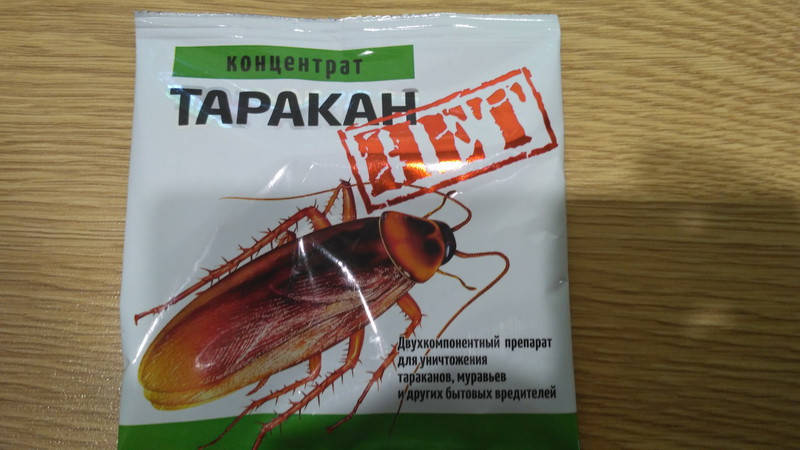 концентрат
ТАРАКАН
НЕТ
Двухкомпонентный препарат
для уничтожения
тараканов, муравьев
и других бытовых вредителей